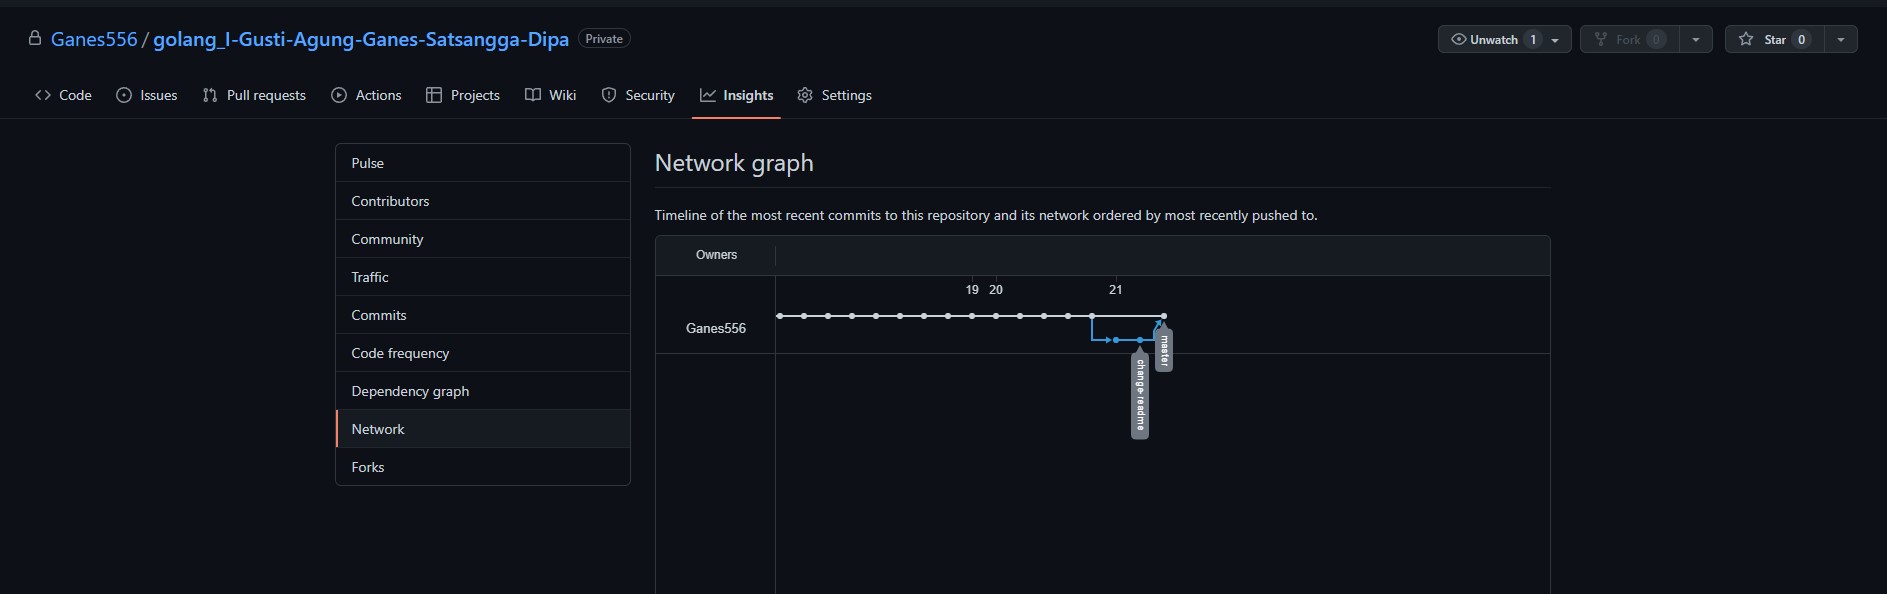 Ganes556 / golang_I-Gusti-Agung-Ganes-Satsangga-Dipa Private
Unwatch 1 Fork 0 Star 0
Code Issues Pull requests Actions Projects Wiki Security Insights Settings
Pulse
Contributors
Community
Traffic
Commits
Code frequency
Dependency graph
Network
Forks
Network graph
Timeline of the most recent commits to this repository and its network ordered by most recently pushed to.
Owners
19 20 21
Ganes556
master
change-readme